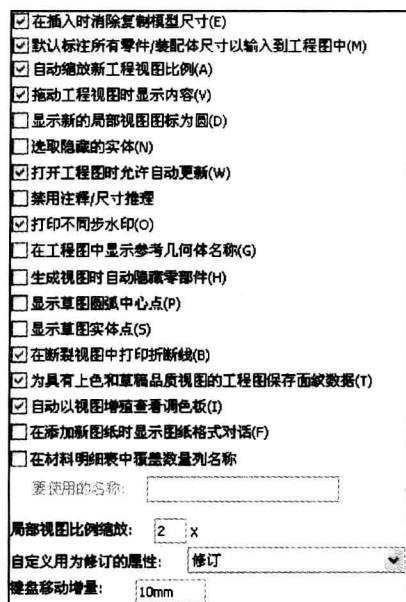 在插入时消除复制模型尺寸(E)
默认标注所有零件/装配体尺寸以输入到工程图中(M)
自动缩放新工程视图比例(A)
拖动工程视图时显示内容(V)
显示新的局部视图图标为圆(D)
选取隐藏的实体(N)
打开工程图时允许自动更新(W)
禁用注释/尺寸推理
打印不同步水印(O)
在工程图中显示参考几何体名称(G)
生成视图时自动隐藏零部件(H)
显示草图圆弧中心点(P)
显示草图实体点(S)
在断裂视图中打印折断线(B)
为具有上色和草稿品质视图的工程图保存面纹数据(T)
自动以视图增殖查看调色板(I)
在添加新图纸时显示图纸格式对话(F)
在材料明细表中覆盖数量列名称
要使用的名称:
局部视图比例缩放: 2 X
自定义用为修订的属性: 修订
键盘移动增量: 10mm